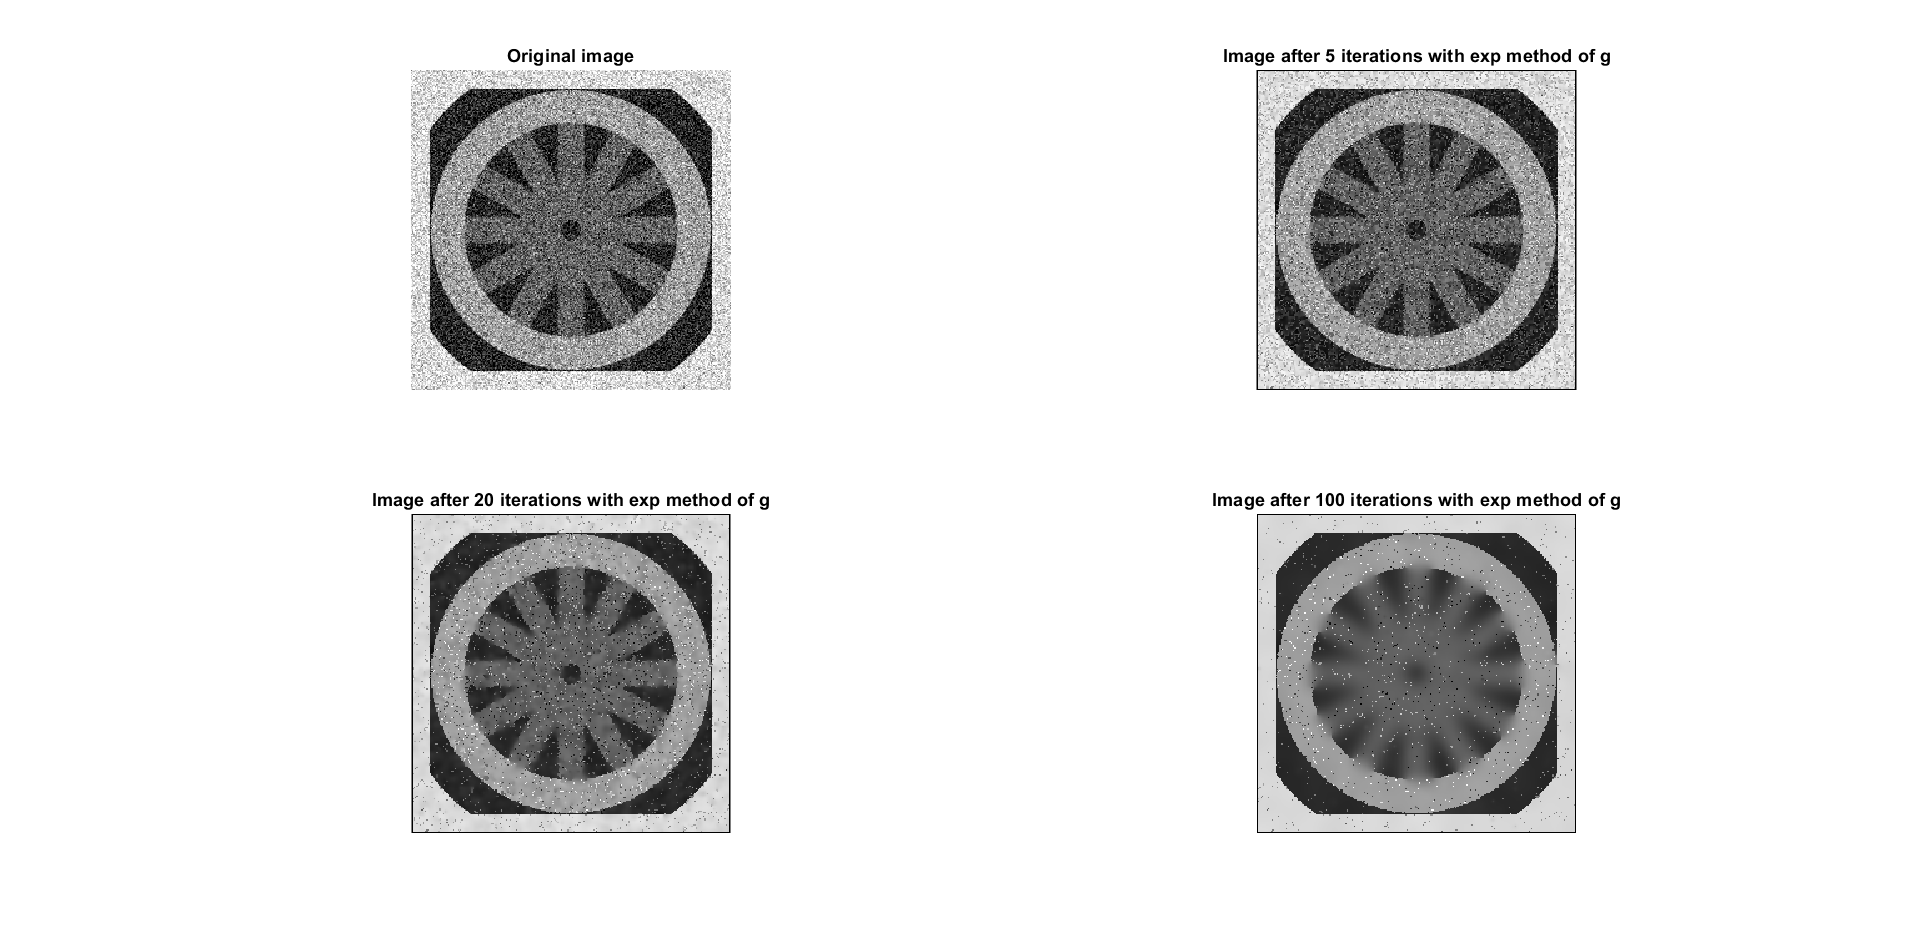 Original image
Image after 5 iterations with exp method of g
Image after 20 iterations with exp method of g
Image after 100 iterations with exp method of g